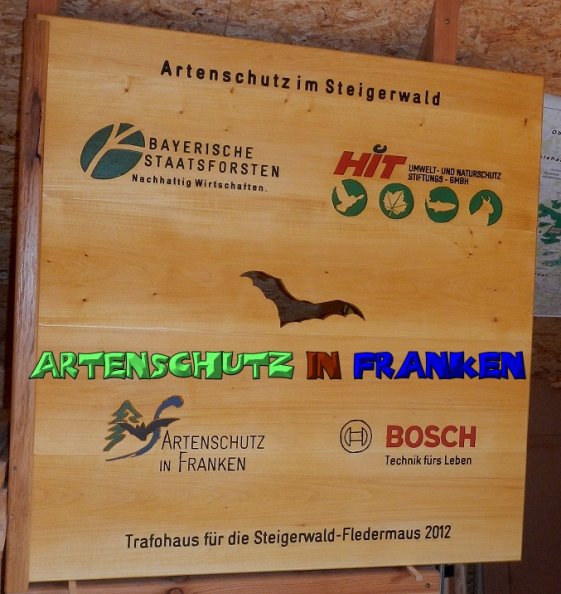 Artenschutz im Steigerwald
BAYERISCHE
STAATSFORSTEN
Nachhaltig Wirtschaften.
HIT
UMWELT- UND NATURSCHUTZ
STIFTUNGS - GMBH
ARTENSCHUTZ IN FRANKEN
ARTENSCHUTZ
IN FRANKEN
BOSCH
Technik fürs Leben
Trafohaus für die Steigerwald-Fledermaus 2012